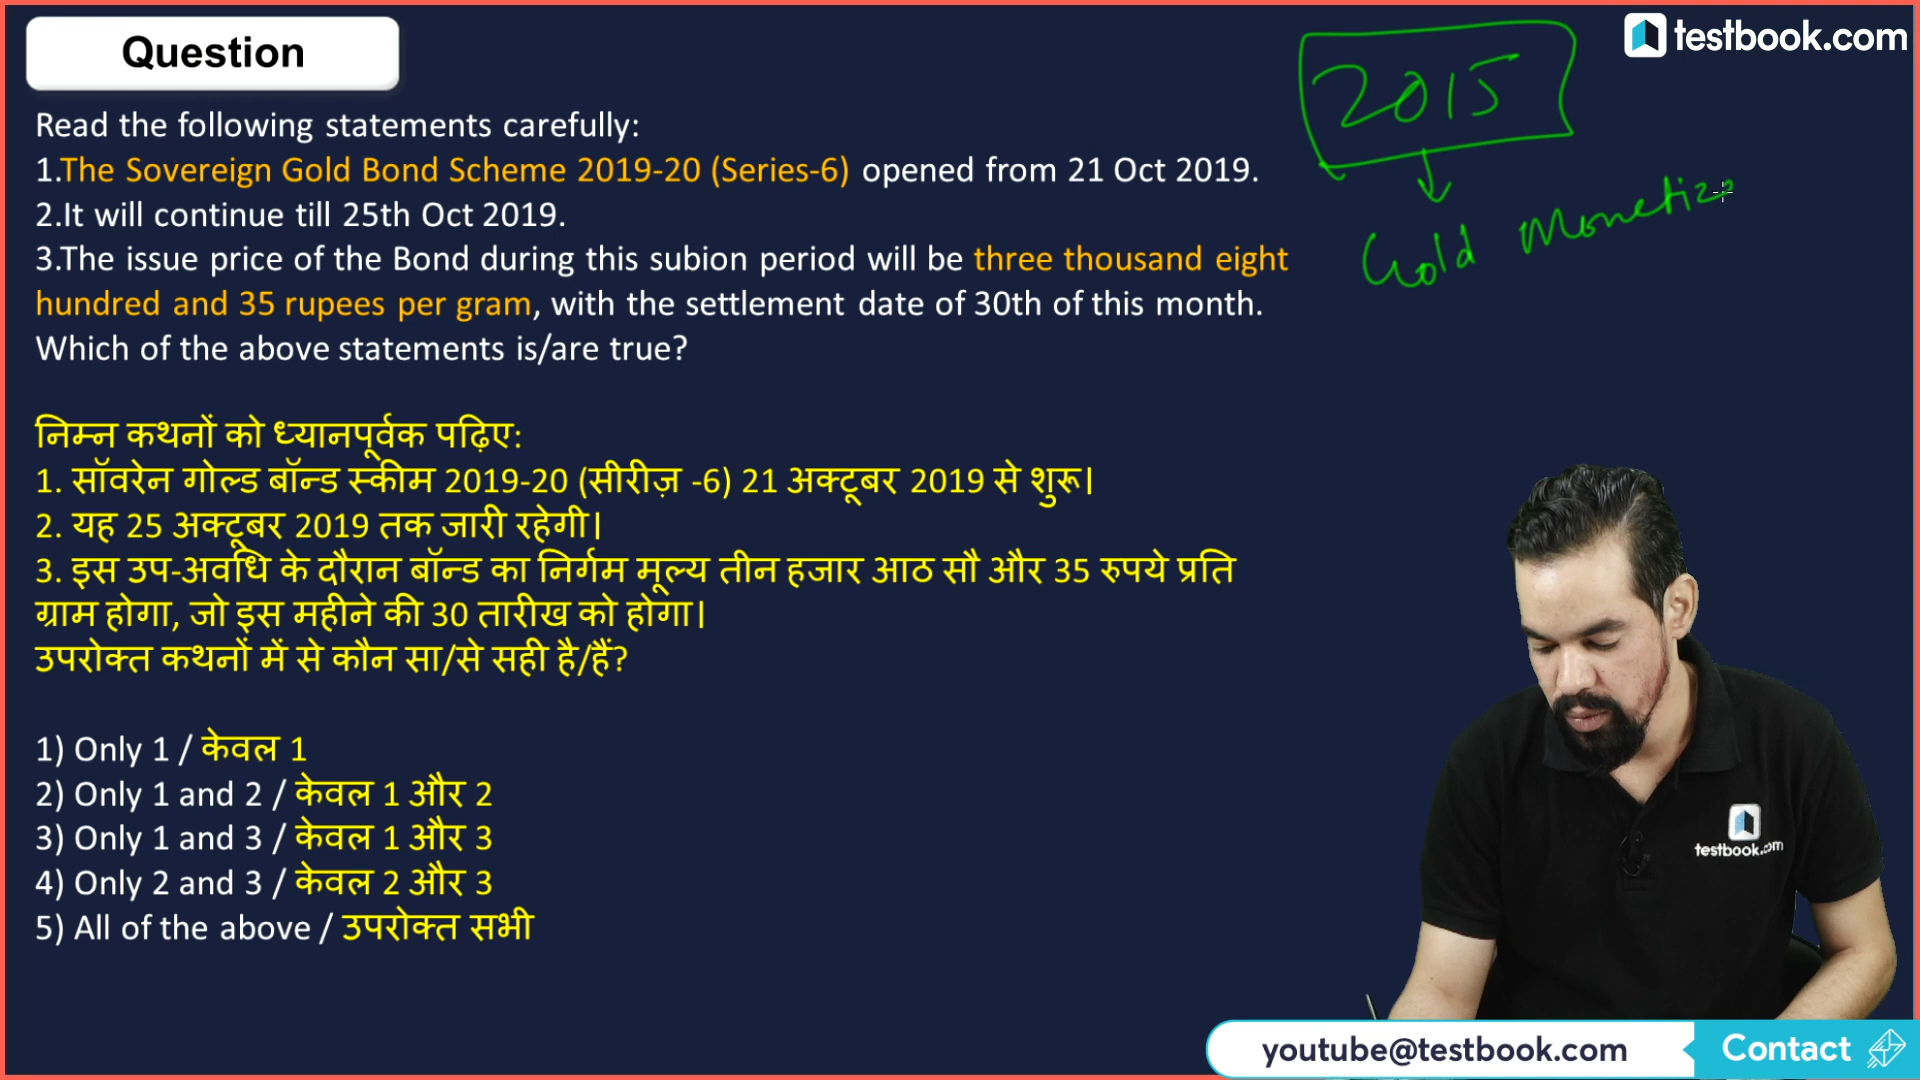 Question
testbook.com
2015
Gold Monetiz
Read the following statements carefully:
1.The Sovereign Gold Bond Scheme 2019-20 (Series-6) opened from 21 Oct 2019.
2.It will continue till 25th Oct 2019.
3.The issue price of the Bond during this subion period will be three thousand eight
hundred and 35 rupees per gram, with the settlement date of 30th of this month.
Which of the above statements is/are true?
निम्न कथनों को ध्यानपूर्वक पढ़िए:
1. सॉवरेन गोल्ड बॉन्ड स्कीम 2019-20 (सीरीज़ -6) 21 अक्टूबर 2019 से शुरू।
2. यह 25 अक्टूबर 2019 तक जारी रहेगी।
3. इस उप-अवधि के दौरान बॉन्ड का निर्गम मूल्य तीन हजार आठ सौ और 35 रुपये प्रति
ग्राम होगा, जो इस महीने की 30 तारीख को होगा।
उपरोक्त कथनों में से कौन सा/से सही है/हैं?
1) Only 1 / केवल 1
2) Only 1 and 2 / केवल 1 और 2
3) Only 1 and 3 / केवल 1 और 3
4) Only 2 and 3 / केवल 2 और 3
5) All of the above / उपरोक्त सभी
testbook.com
youtube@testbook.com
Contact